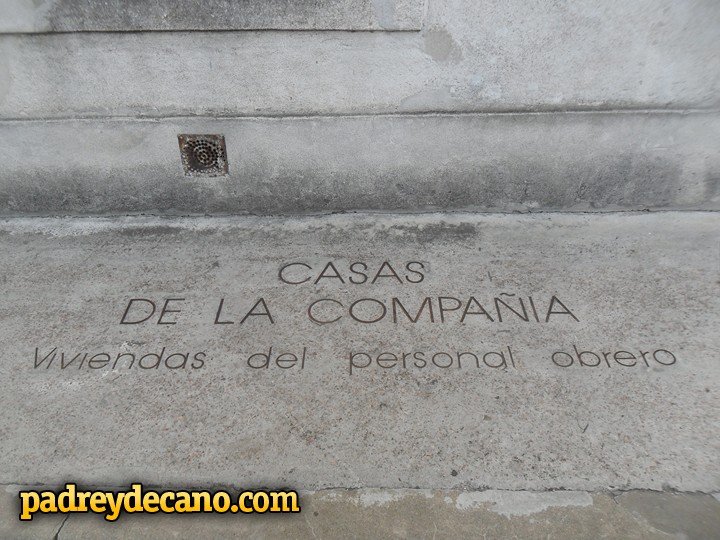 CASAS
DE LA COMPAÑIA
Viviendas del personal obrero
padreydecano.com